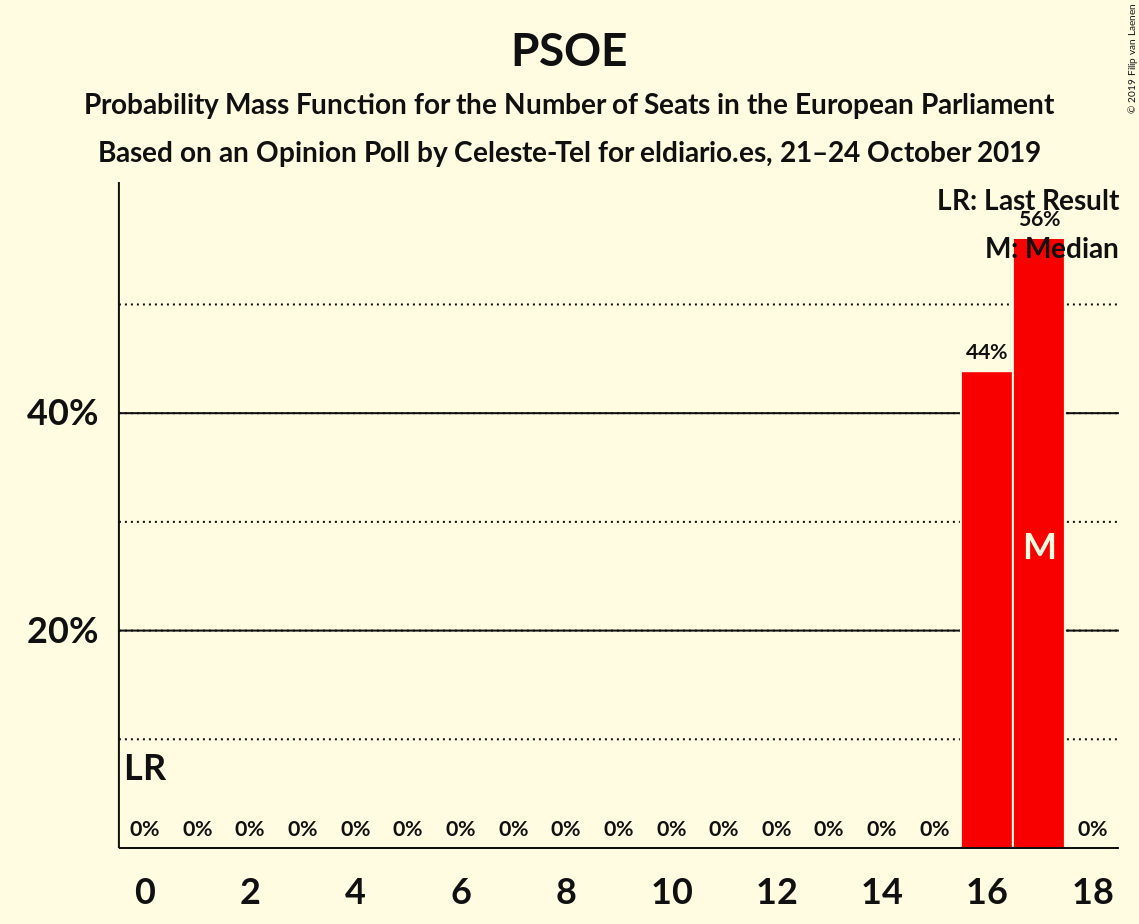 PSOE
Probability Mass Function for the Number of Seats in the European Parliament
Based on an Opinion Poll by Celeste-Tel for eldiario.es, 21–24 October 2019
© 2019 Filip van Laenen
LR: Last Result
56%
M: Median
44%
40%
M
20%
LR
0% 0% 0% 0% 0% 0% 0% 0% 0% 0% 0% 0% 0% 0% 0% 0% 0%
0 2 4 6 8 10 12 14 16 18